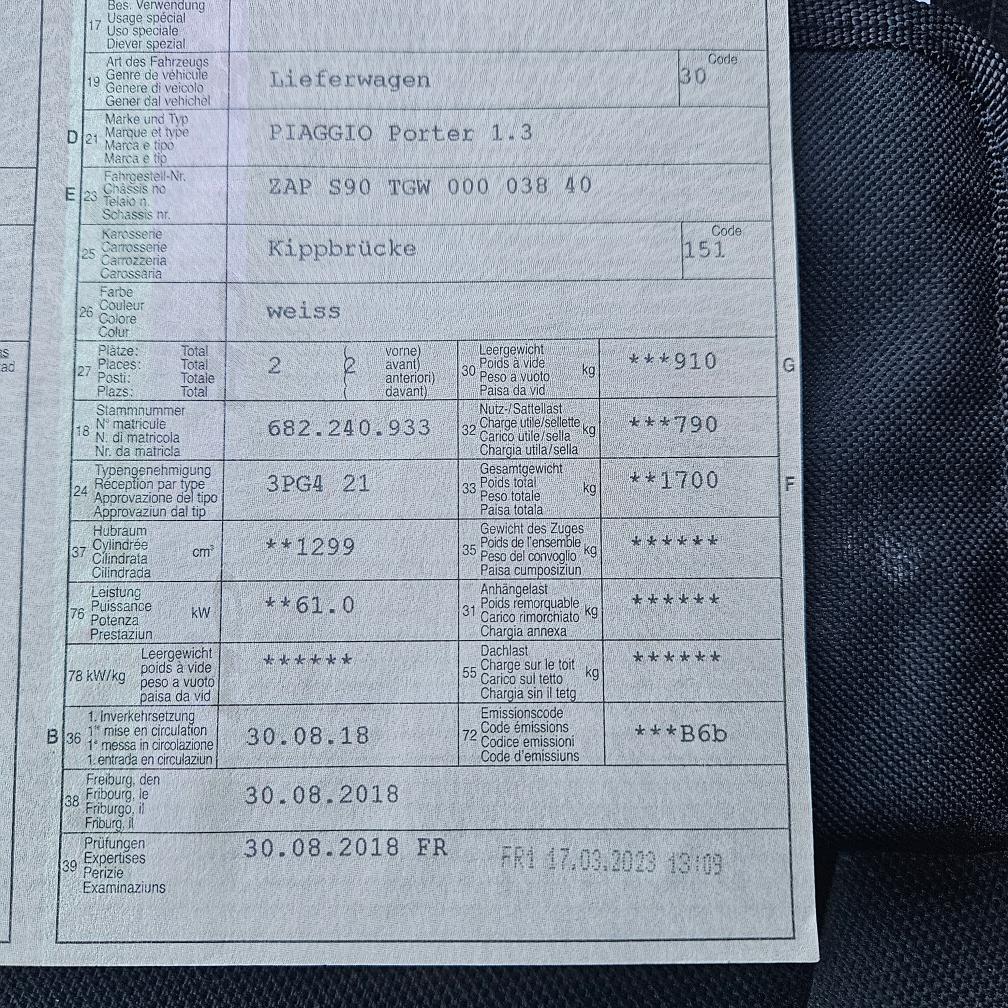 Bes. Verwendung
17 Usage spécial
Uso speciale
Diever spezial
Art des Fahrzeugs
19 Genre de véhicule
Genere di veicolo
Gener dal vehichel
Lieferwagen
Code
30
Marke und Typ
D 21 Marque et type
Marca e tipo
Marca e tip
PIAGGIO Porter 1.3
Fahrgestell-Nr.
E 23 Châssis no
Telaio n.
Schassis nr.
ZAP S90 TGW 000 038 40
Karosserie
25 Carrosserie
Carrozzeria
Carossaria
Kippbrücke
Code
151
Farbe
26 Couleur
Colore
Colur
weiss
Plätze: Total
27 Places: Total
Posti: Totale
Plazs: Total
2 ( 2 vorne)
avant)
anteriori)
davant)
Leergewicht
30 Poids à vide kg
Peso a vuoto
Paisa da vid
***910
G
Stammnummer
18 N° matricule
N. di matricola
Nr. da matricla
682.240.933
Nutz-/Sattellast
32 Charge utile/sellette kg
Carico utile/sella
Chargia utila/sella
***790
Typengenehmigung
24 Réception par type
Approvazione del tipo
Approvaziun dal tip
3PG4 21
Gesamtgewicht
33 Poids total kg
Peso totale
Paisa totala
**1700
F
Hubraum
37 Cylindrée cm³
Cilindrata
Cilindrada
**1299
Gewicht des Zuges
35 Poids de l'ensemble kg
Peso del convoglio
Paisa cumposiziun
******
Leistung
76 Puissance kW
Potenza
Prestaziun
**61.0
Anhängelast
31 Poids remorquable kg
Carico rimorchiato
Chargia annexa
******
Leergewicht
78 kW/kg poids à vide
peso a vuoto
paisa da vid
******
Dachlast
55 Charge sur le toit kg
Carico sul tetto
Chargia sin il tetg
******
1. Inverkehrsetzung
B 36 1re mise en circulation
1a messa in circolazione
1. entrada en circulaziun
30.08.18
Emissionscode
72 Code émissions
Codice emissioni
Code d'emissiuns
***B6b
Freiburg, den
38 Fribourg, le
Friburgo, il
Friburg, il
30.08.2018
Prüfungen
39 Expertises
Perizie
Examinaziuns
30.08.2018 FR
FR1 17.03.2023 13:09